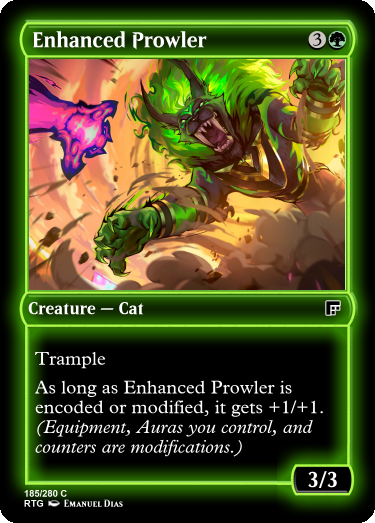 Enhanced Prowler 3
Creature — Cat
Trample
As long as Enhanced Prowler is
encoded or modified, it gets +1/+1.
(Equipment, Auras you control, and
counters are modifications.)
3/3
185/280 C
RTG Emanuel Dias